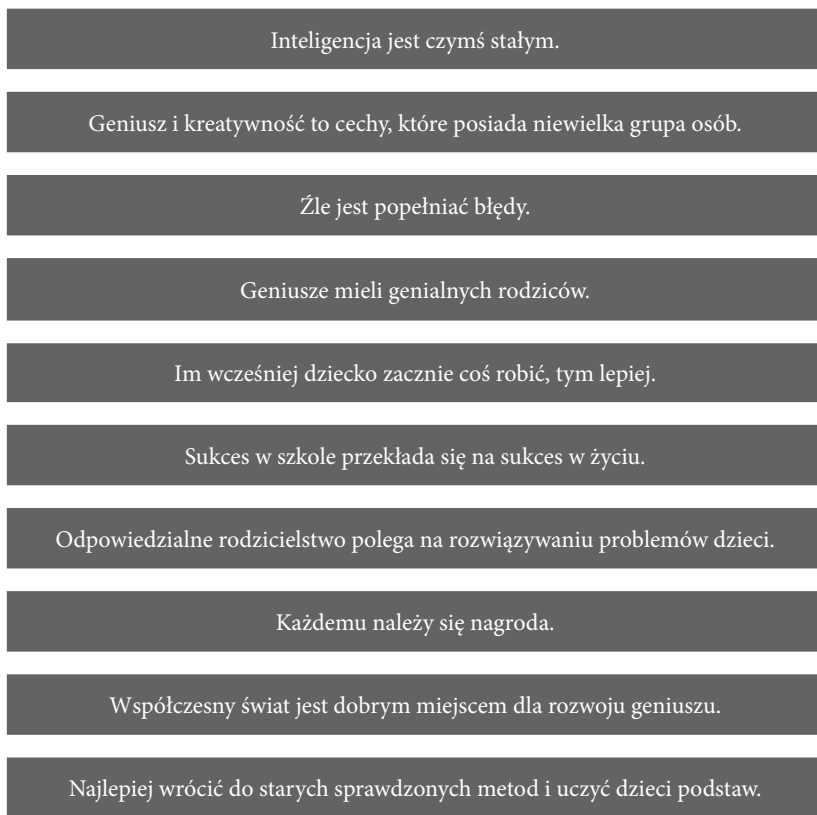 Inteligencja jest czymś stałym.
Geniusz i kreatywność to cechy, które posiada niewielka grupa osób.
Źle jest popełniać błędy.
Geniusze mieli genialnych rodziców.
Im wcześniej dziecko zacznie coś robić, tym lepiej.
Sukces w szkole przekłada się na sukces w życiu.
Odpowiedzialne rodzicielstwo polega na rozwiązywaniu problemów dzieci.
Każdemu należy się nagroda.
Współczesny świat jest dobrym miejscem dla rozwoju geniuszu.
Najlepiej wrócić do starych sprawdzonych metod i uczyć dzieci podstaw.